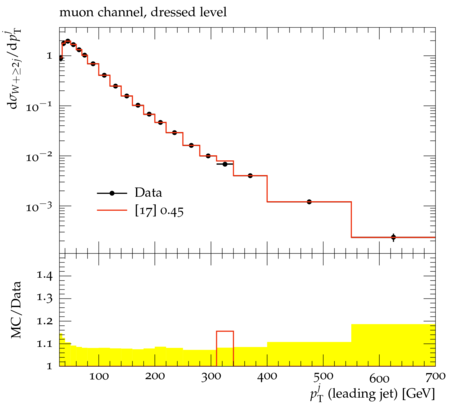 muon channel, dressed level
dσ_{W+≥2j}/dp_T^j
1
10^{−1}
10^{−2}
10^{−3}
Data
[17] 0.45
MC/Data
1.4
1.3
1.2
1.1
1
100 200 300 400 500 600 700
p_T^j (leading jet) [GeV]